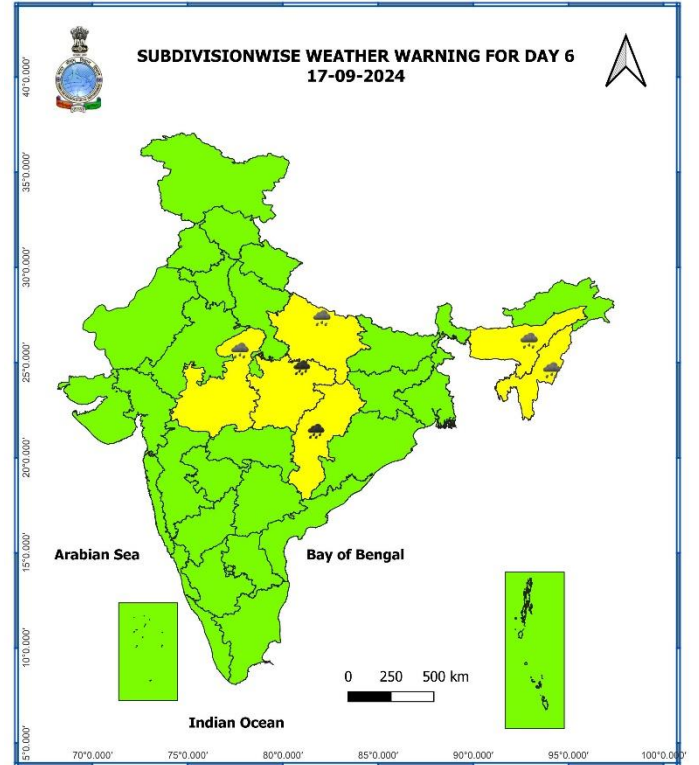 SUBDIVISIONWISE WEATHER WARNING FOR DAY 6
17-09-2024
40°0.000'
35°0.000'
30°0.000'
25°0.000'
20°0.000'
15°0.000'
10°0.000'
5°0.000'
Arabian Sea
Bay of Bengal
0 250 500 km
Indian Ocean
70°0.000' 75°0.000' 80°0.000' 85°0.000' 90°0.000' 95°0.000' 100°0.000'